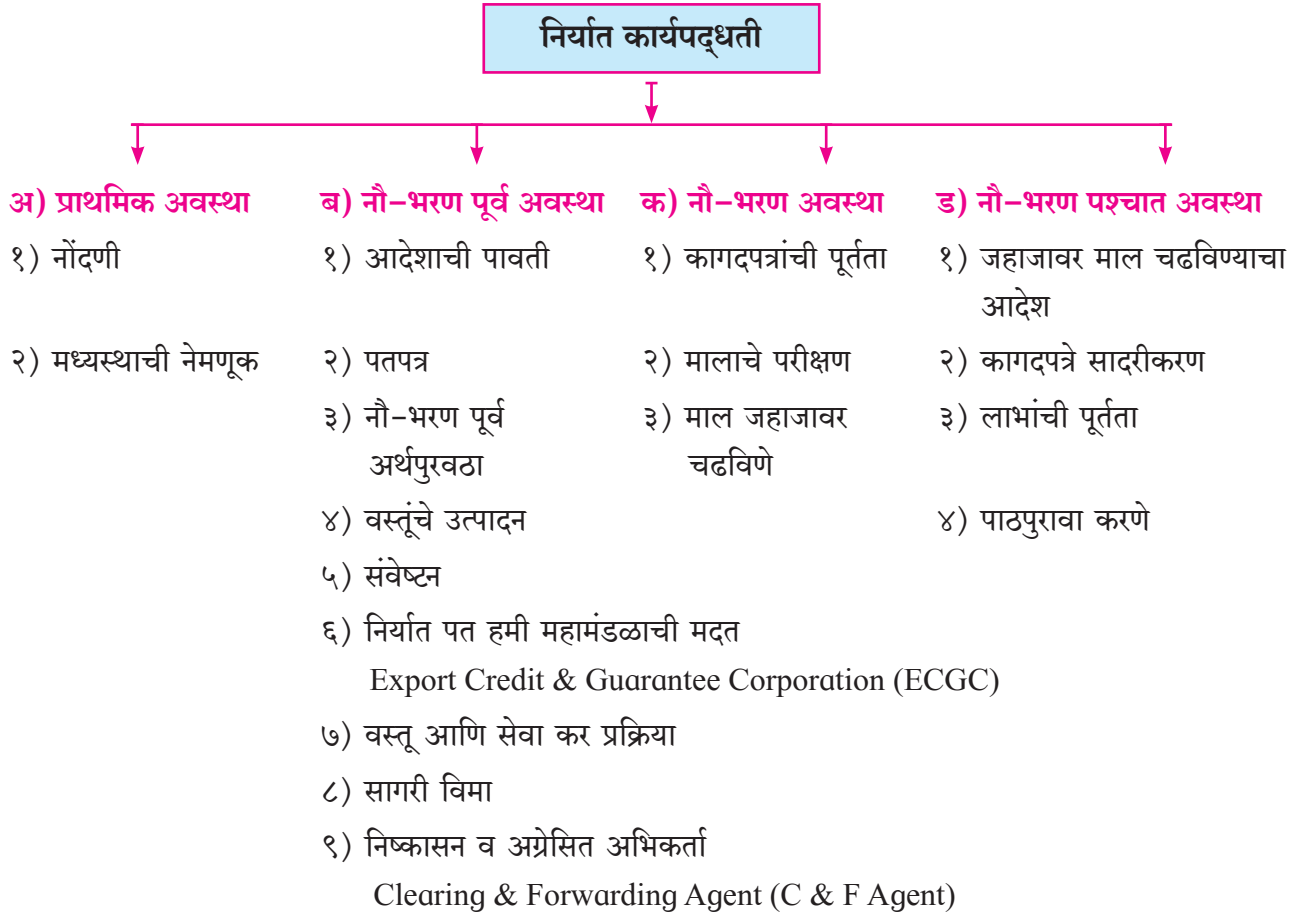 निर्यात कार्यपद्धती
अ) प्राथमिक अवस्था
१) नोंदणी
२) मध्यस्थाची नेमणूक
ब) नौ–भरण पूर्व अवस्था
१) आदेशाची पावती
२) पतपत्र
३) नौ–भरण पूर्व
अर्थपुरवठा
४) वस्तूंचे उत्पादन
५) संवेष्टन
६) निर्यात पत हमी महामंडळाची मदत
Export Credit & Guarantee Corporation (ECGC)
७) वस्तू आणि सेवा कर प्रक्रिया
८) सागरी विमा
९) निष्कासन व अग्रेसित अभिकर्ता
Clearing & Forwarding Agent (C & F Agent)
क) नौ–भरण अवस्था
१) कागदपत्रांची पूर्तता
२) मालाचे परीक्षण
३) माल जहाजावर
चढविणे
ड) नौ–भरण पश्चात अवस्था
१) जहाजावर माल चढविण्याचा
आदेश
२) कागदपत्रे सादरीकरण
३) लाभांची पूर्तता
४) पाठपुरावा करणे